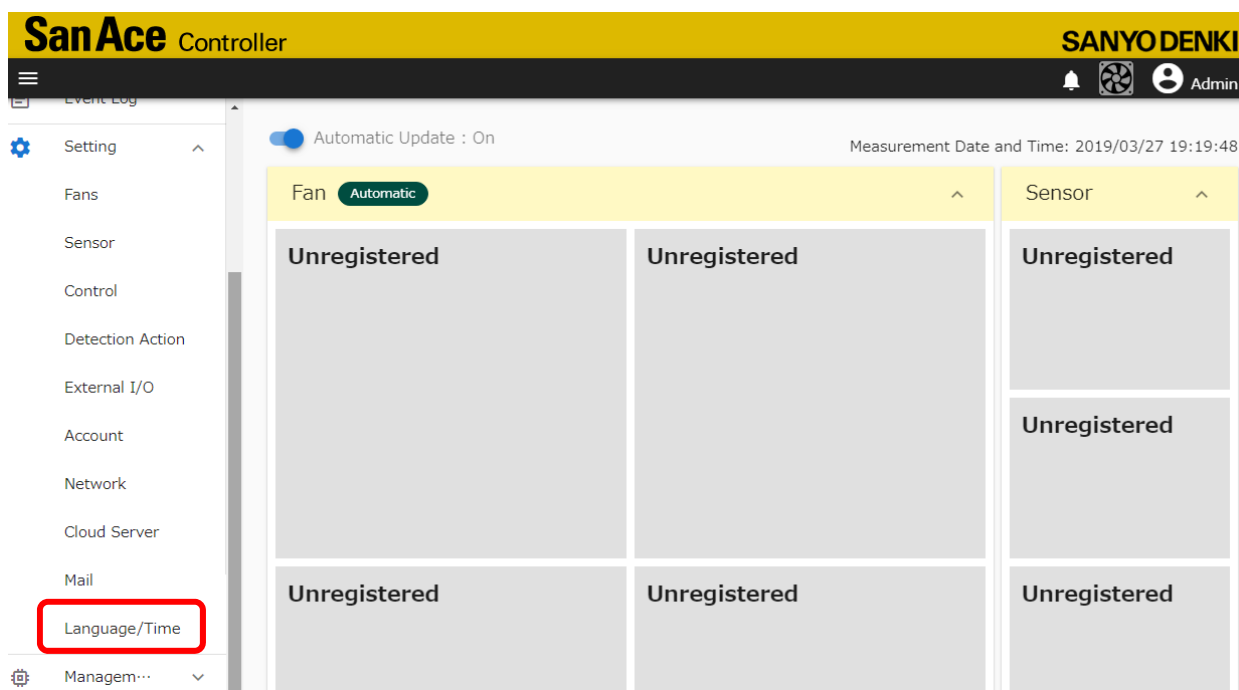 San Ace Controller
SANYO DENKI
Admin
Event Log
Setting
Fans
Sensor
Control
Detection Action
External I/O
Account
Network
Cloud Server
Mail
Language/Time
Managem…
Automatic Update : On
Measurement Date and Time: 2019/03/27 19:19:48
Fan Automatic
Unregistered Unregistered
Unregistered Unregistered
Sensor
Unregistered
Unregistered
Unregistered